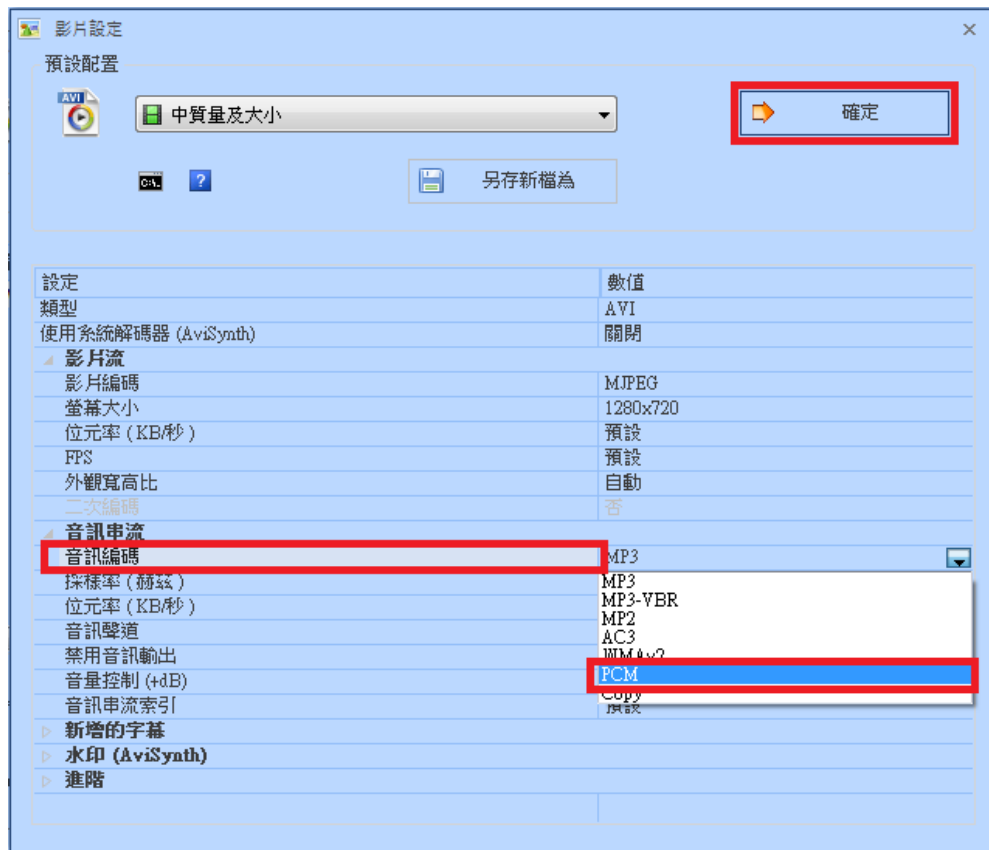 影片設定
預設配置
AVI
中質量及大小
確定
C:\.
?
另存新檔為
設定 數值
類型 AVI
使用系統解碼器 (AviSynth) 關閉
影片流
影片編碼 MJPEG
螢幕大小 1280x720
位元率 ( KB/秒 ) 預設
FPS 預設
外觀寬高比 自動
二次編碼 否
音訊串流
音訊編碼 MP3
採樣率 ( 赫茲 ) MP3
MP3-VBR
位元率 ( KB/秒 )
MP2
音訊聲道 AC3
禁用音訊輸出 WMAv2
音量控制 (+dB) PCM
Copy
音訊串流索引 預設
新增的字幕
水印 (AviSynth)
進階